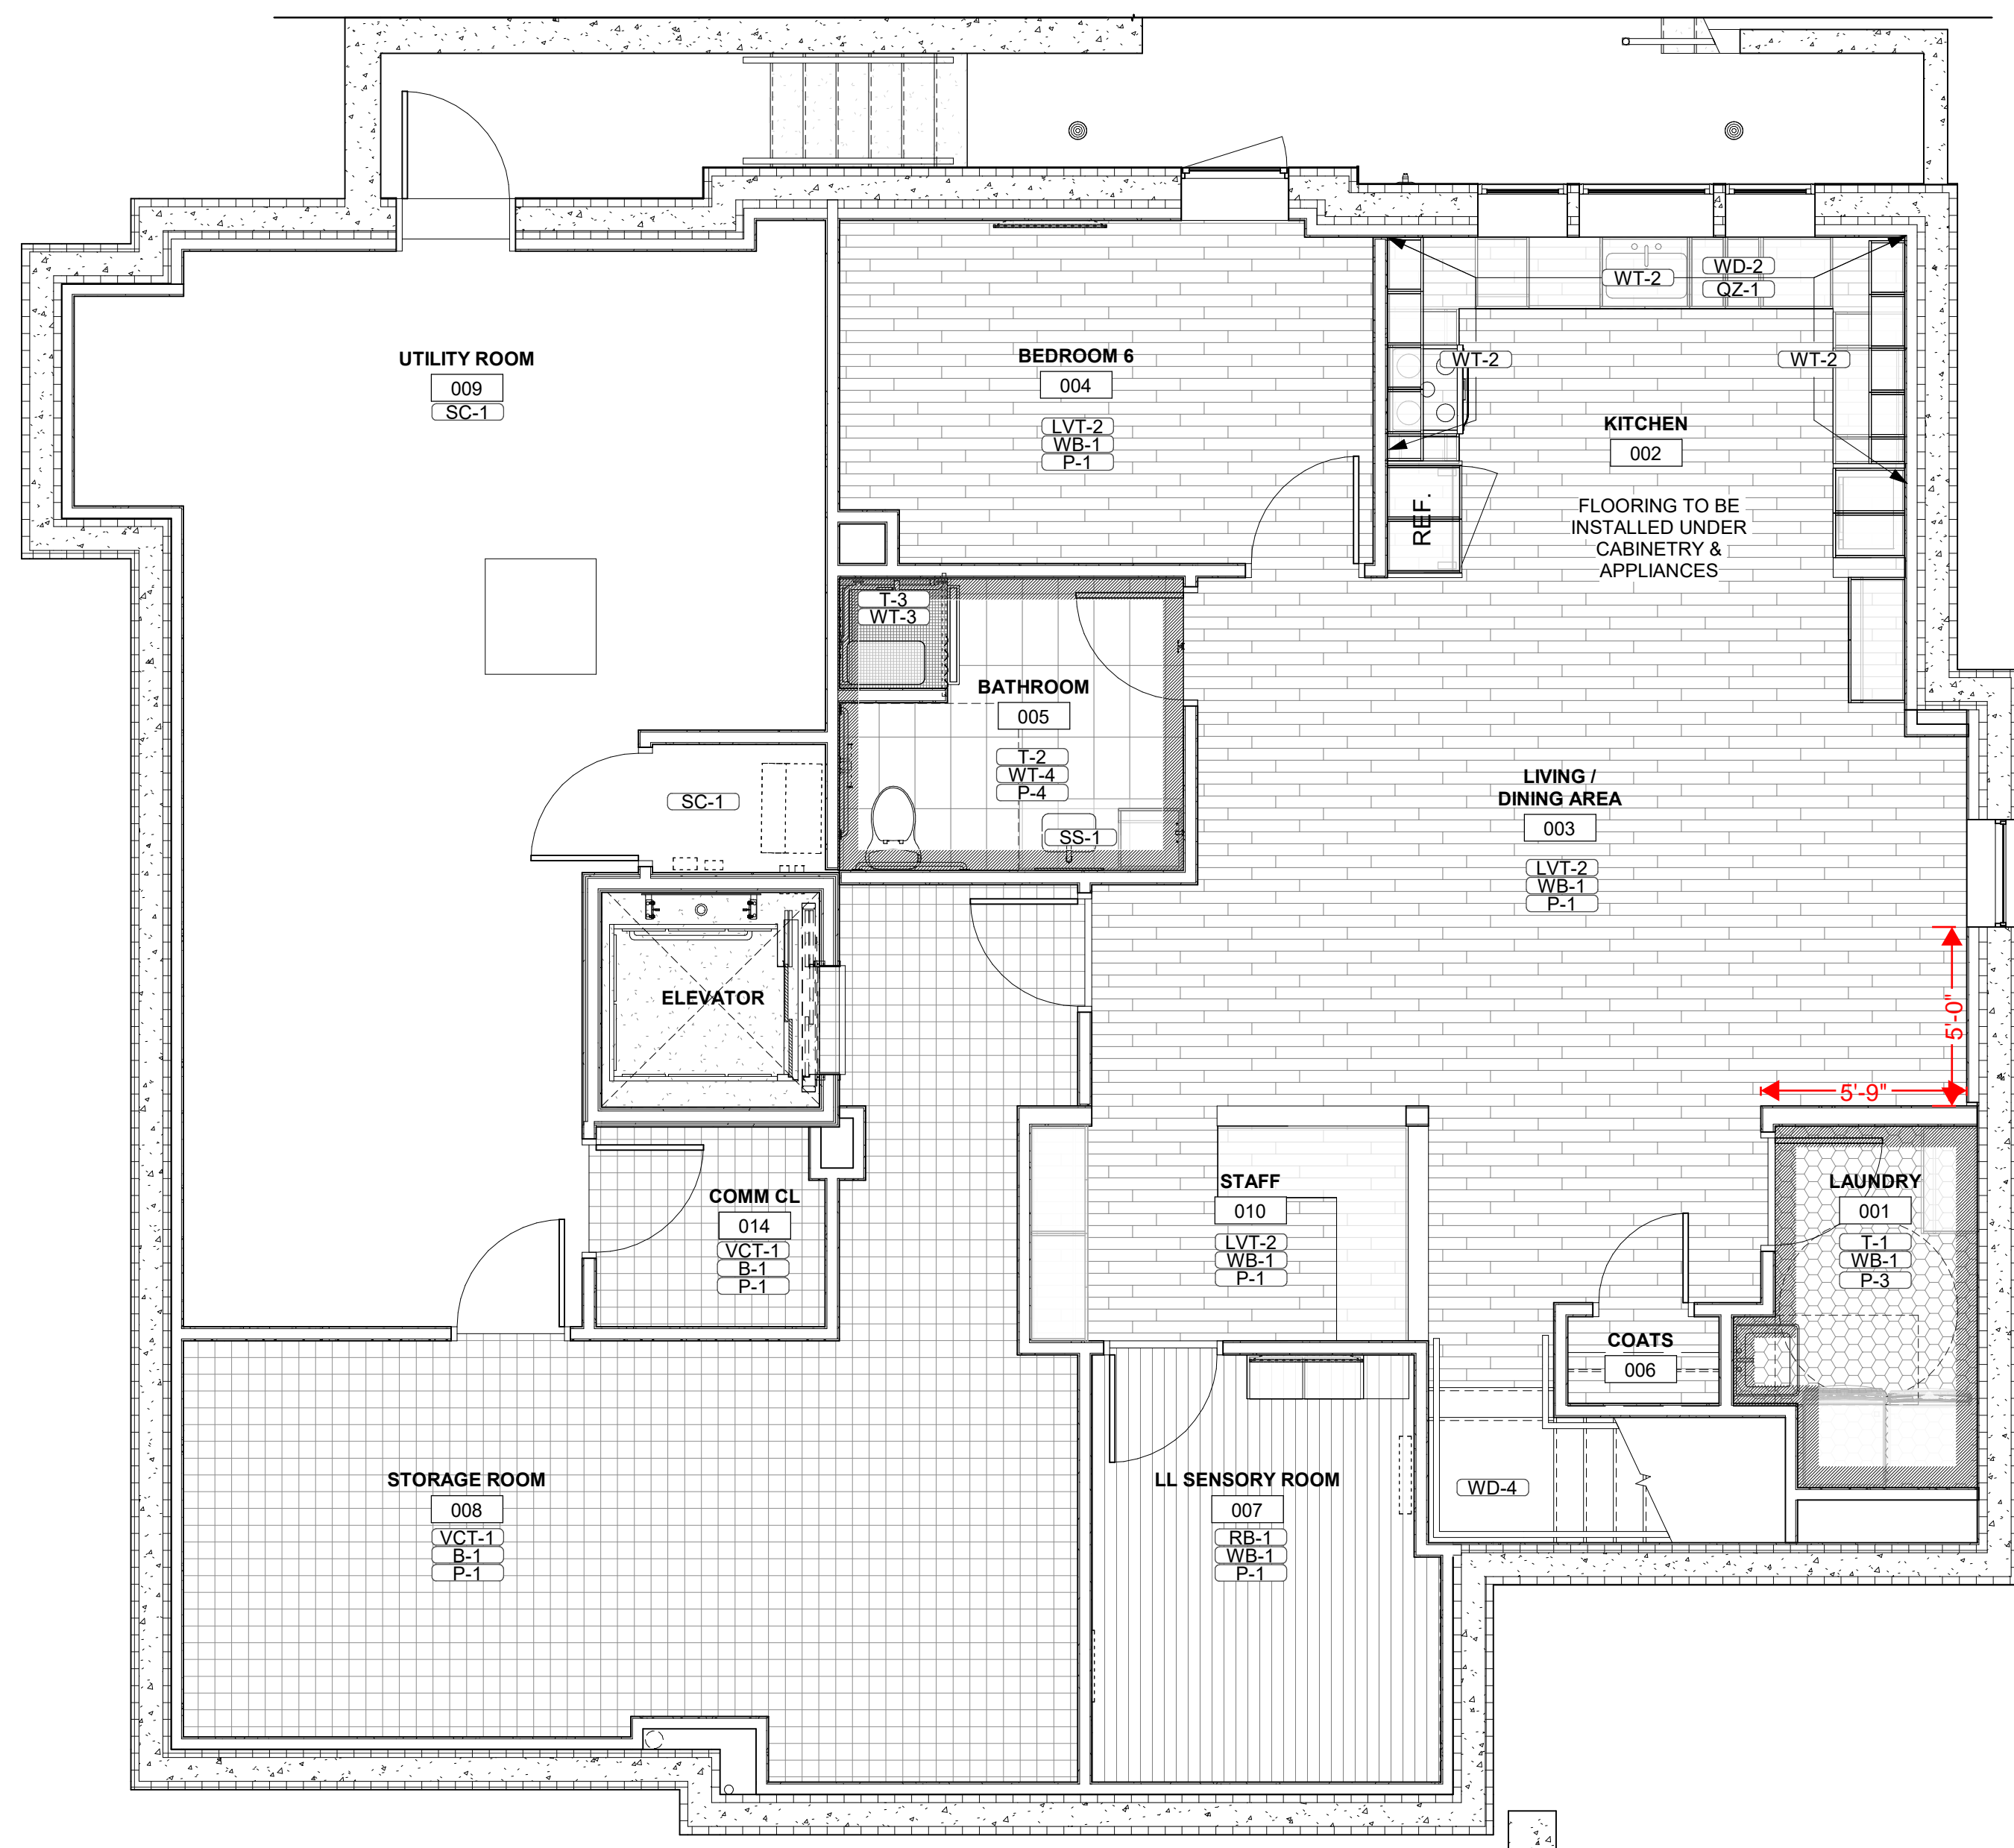 WT-2
WD-2
QZ-1
UTILITY ROOM
009
SC-1
BEDROOM 6
004
LVT-2
WB-1
P-1
WT-2
WT-2
KITCHEN
002
REF.
FLOORING TO BE
INSTALLED UNDER
CABINETRY &
APPLIANCES
T-3
WT-3
BATHROOM
005
T-2
WT-4
P-4
SS-1
SC-1
LIVING /
DINING AREA
003
LVT-2
WB-1
P-1
5'-0"
5'-9"
ELEVATOR
COMM CL
014
VCT-1
B-1
P-1
STAFF
010
LVT-2
WB-1
P-1
LAUNDRY
001
T-1
WB-1
P-3
COATS
006
STORAGE ROOM
008
VCT-1
B-1
P-1
LL SENSORY ROOM
007
RB-1
WB-1
P-1
WD-4